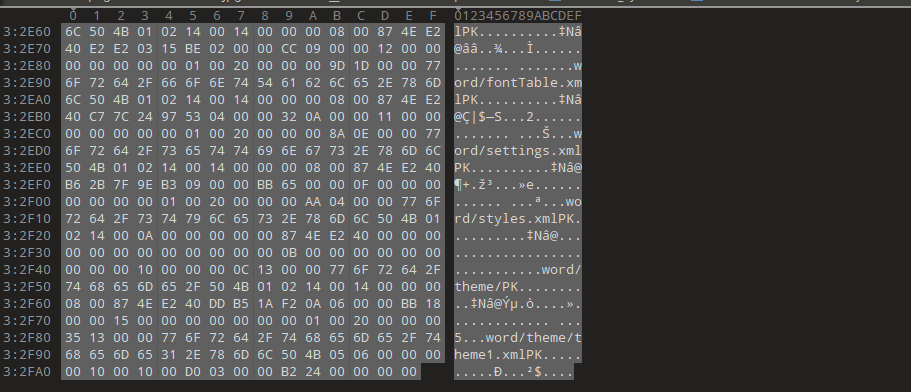 0 1 2 3 4 5 6 7 8 9 A B C D E F 0123456789ABCDEF
3:2E60 6C 50 4B 01 02 14 00 14 00 00 00 08 00 87 4E E2 lPK..........‡Nâ
3:2E70 40 E2 E2 03 15 BE 02 00 00 CC 09 00 00 12 00 00 @ââ..¾...Ì......
3:2E80 00 00 00 00 00 01 00 20 00 00 00 9D 1D 00 00 77 ....... .......w
3:2E90 6F 72 64 2F 66 6F 6E 74 54 61 62 6C 65 2E 78 6D ord/fontTable.xm
3:2EA0 6C 50 4B 01 02 14 00 14 00 00 00 08 00 87 4E E2 lPK..........‡Nâ
3:2EB0 40 C7 7C 24 97 53 04 00 00 32 0A 00 00 11 00 00 @Ç|$—S...2......
3:2EC0 00 00 00 00 00 01 00 20 00 00 00 8A 0E 00 00 77 ....... ...Š...w
3:2ED0 6F 72 64 2F 73 65 74 74 69 6E 67 73 2E 78 6D 6C ord/settings.xml
3:2EE0 50 4B 01 02 14 00 14 00 00 00 08 00 87 4E E2 40 PK..........‡Nâ@
3:2EF0 B6 2B 7F 9E B3 09 00 00 BB 65 00 00 0F 00 00 00 ¶+.ž³...»e......
3:2F00 00 00 00 00 01 00 20 00 00 00 AA 04 00 00 77 6F ...... ...ª...wo
3:2F10 72 64 2F 73 74 79 6C 65 73 2E 78 6D 6C 50 4B 01 rd/styles.xmlPK.
3:2F20 02 14 00 0A 00 00 00 00 00 87 4E E2 40 00 00 00 .........‡Nâ@...
3:2F30 00 00 00 00 00 00 00 00 00 0B 00 00 00 00 00 00 ................
3:2F40 00 00 00 10 00 00 00 0C 13 00 00 77 6F 72 64 2F ...........word/
3:2F50 74 68 65 6D 65 2F 50 4B 01 02 14 00 14 00 00 00 theme/PK........
3:2F60 08 00 87 4E E2 40 DD B5 1A F2 0A 06 00 00 BB 18 ..‡Nâ@Ýµ.ò....».
3:2F70 00 00 15 00 00 00 00 00 00 00 01 00 20 00 00 00 ............ ...
3:2F80 35 13 00 00 77 6F 72 64 2F 74 68 65 6D 65 2F 74 5...word/theme/t
3:2F90 68 65 6D 65 31 2E 78 6D 6C 50 4B 05 06 00 00 00 heme1.xmlPK.....
3:2FA0 00 10 00 10 00 D0 03 00 00 B2 24 00 00 00 00 .....Ð...²$....